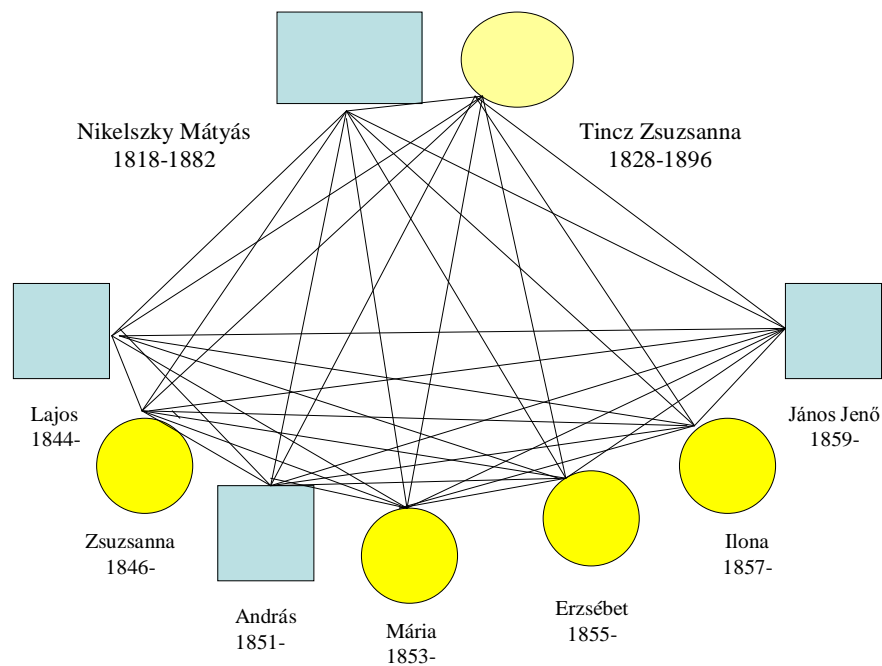 Nikelszky Mátyás
1818-1882
Tincz Zsuzsanna
1828-1896
Lajos
1844-
János Jenő
1859-
Zsuzsanna
1846-
András
1851-
Mária
1853-
Erzsébet
1855-
Ilona
1857-